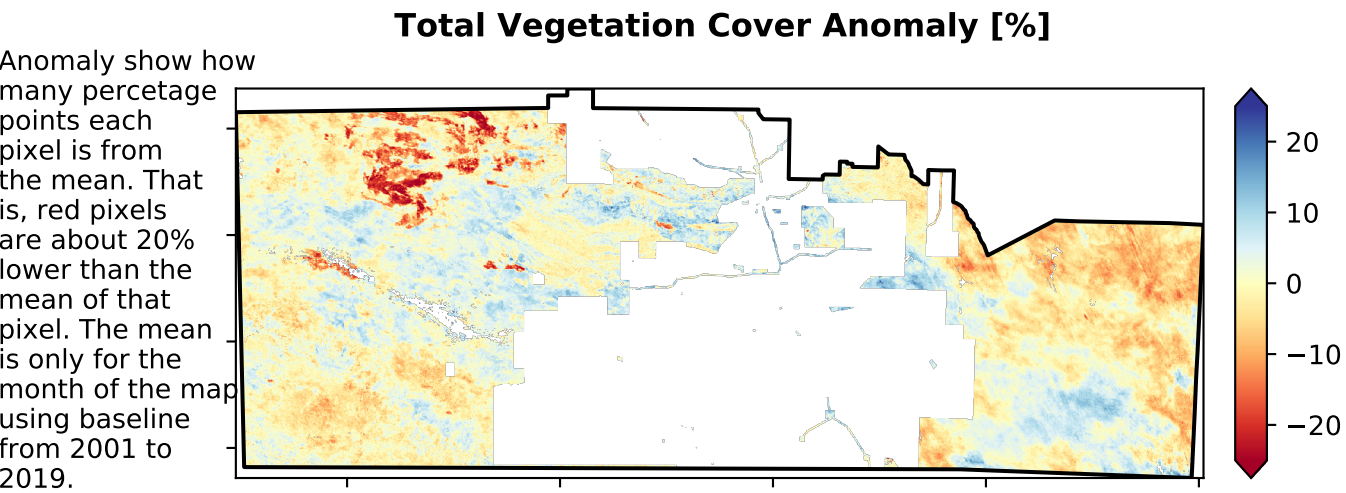 Total Vegetation Cover Anomaly [%]
Anomaly show how
many percetage
points each
pixel is from
the mean. That
is, red pixels
are about 20%
lower than the
mean of that
pixel. The mean
is only for the
month of the map
using baseline
from 2001 to
2019.
20
10
0
−10
−20